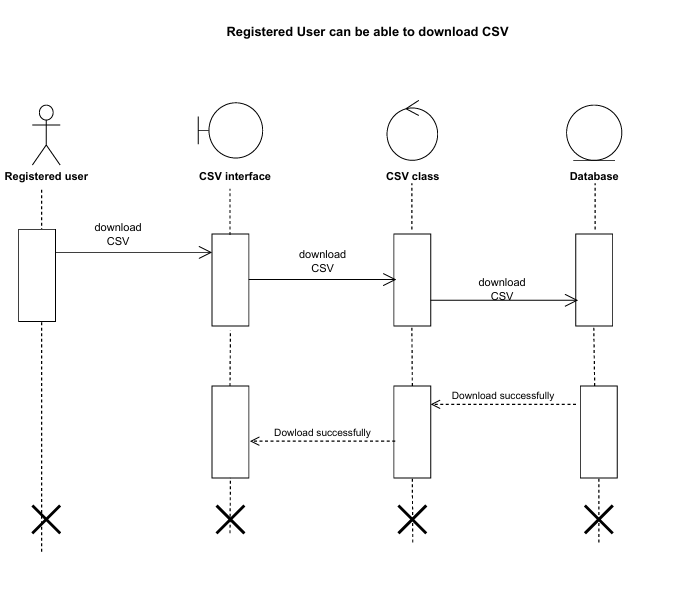 Registered User can be able to download CSV
Registered user
CSV interface
CSV class
Database
download
CSV
download
CSV
download
CSV
Download successfully
Dowload successfully